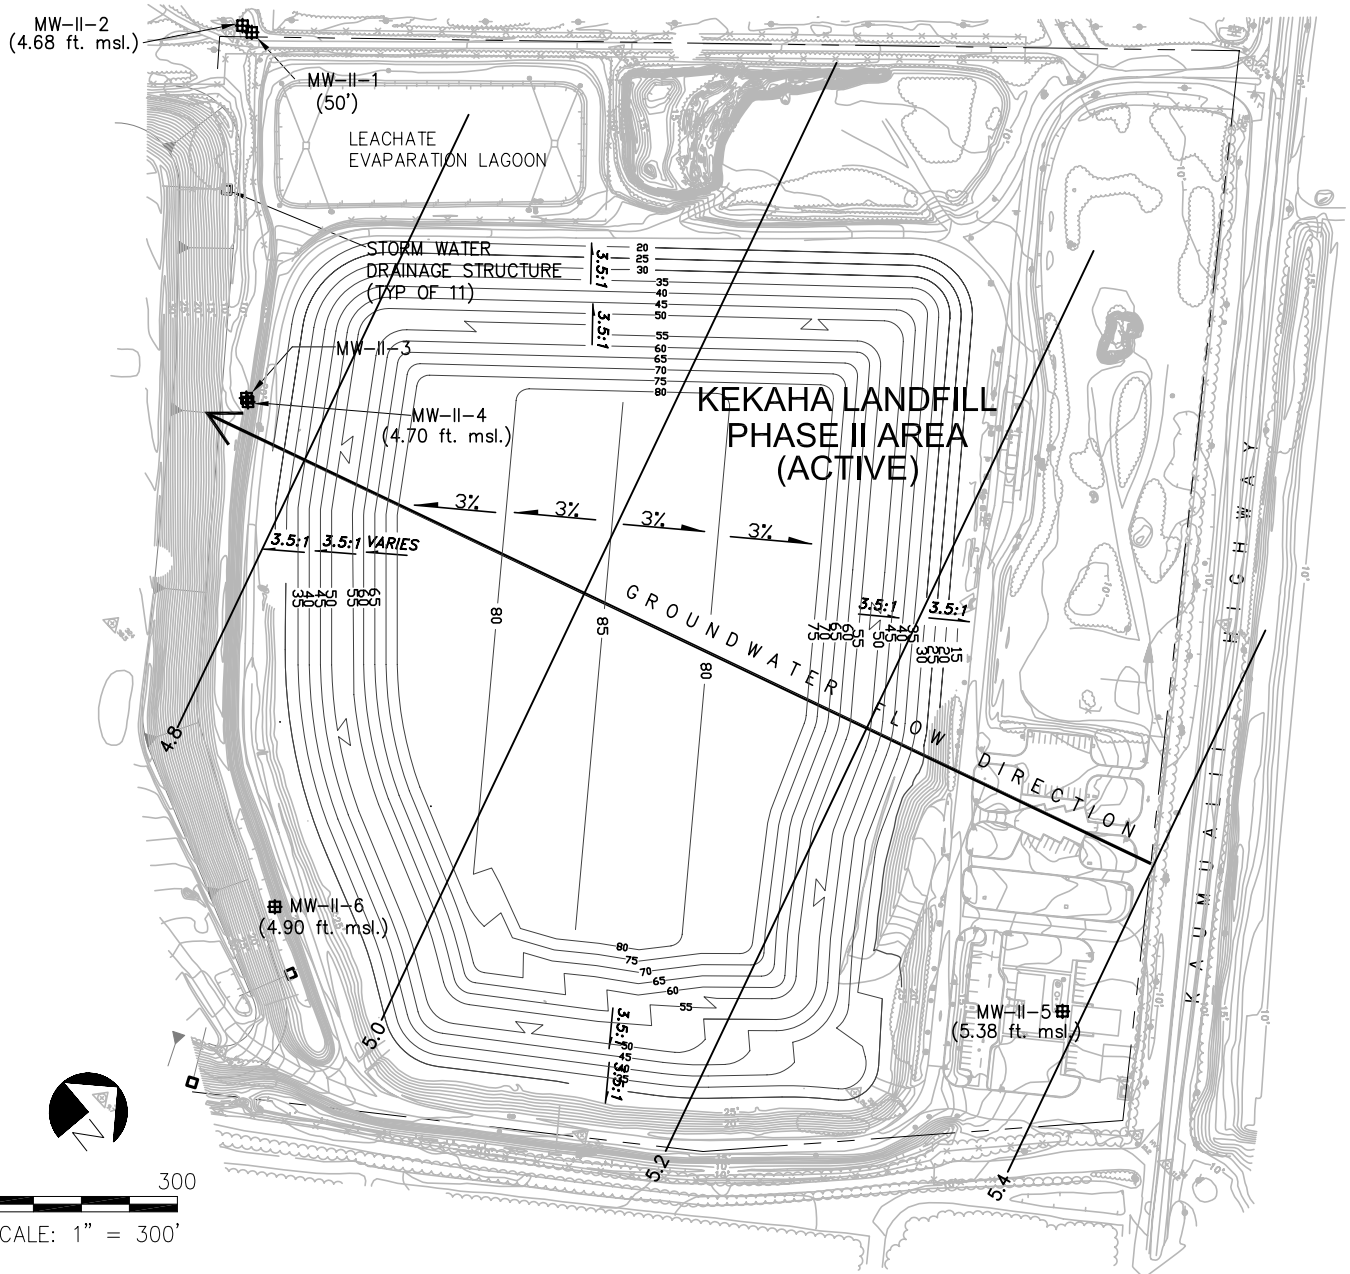 MW-II-2
(4.68 ft. msl.)
MW-II-1
(50')
LEACHATE
EVAPARATION LAGOON
STORM WATER
DRAINAGE STRUCTURE
(TYP OF 11)
3.5:1
20
25
30
35
40
45
50
3.5:1
55
60
65
70
75
80
MW-II-3
MW-II-4
(4.70 ft. msl.)
KEKAHA LANDFILL
PHASE II AREA
(ACTIVE)
3%
3%
3%
3%
3.5:1
3.5:1
VARIES
35
40
45
50
55
60
65
80
85
80
GROUNDWATER FLOW DIRECTION
3.5:1
3.5:1
75
70
65
60
55
50
45
40
35
30
25
20
15
KAUMUALII HIGHWAY
4.8
MW-II-6
(4.90 ft. msl.)
80
75
70
65
60
55
3.5:1
50
45
3.5:1
MW-II-5
(5.38 ft. msl.)
5.0
5.2
5.4
25'
20'
N
300
CALE: 1" = 300'